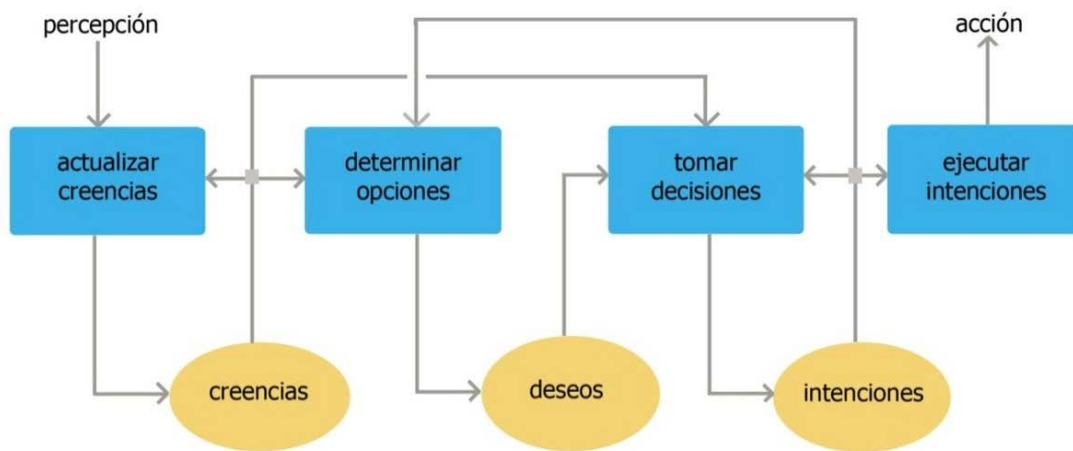 percepción
acción
actualizar
creencias
determinar
opciones
tomar
decisiones
ejecutar
intenciones
creencias
deseos
intenciones